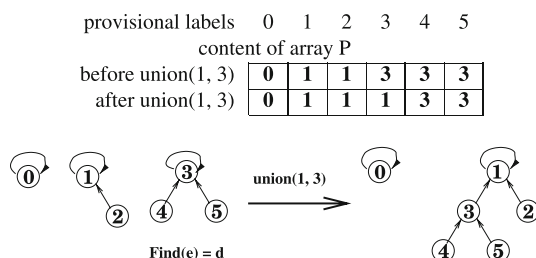 provisional labels 0 1 2 3 4 5
content of array P
before union(1, 3) 0 1 1 3 3 3
after union(1, 3) 0 1 1 1 3 3
0 1 3 union(1, 3) 0 1
2 4 5 3 2
Find(e) = d 4 5